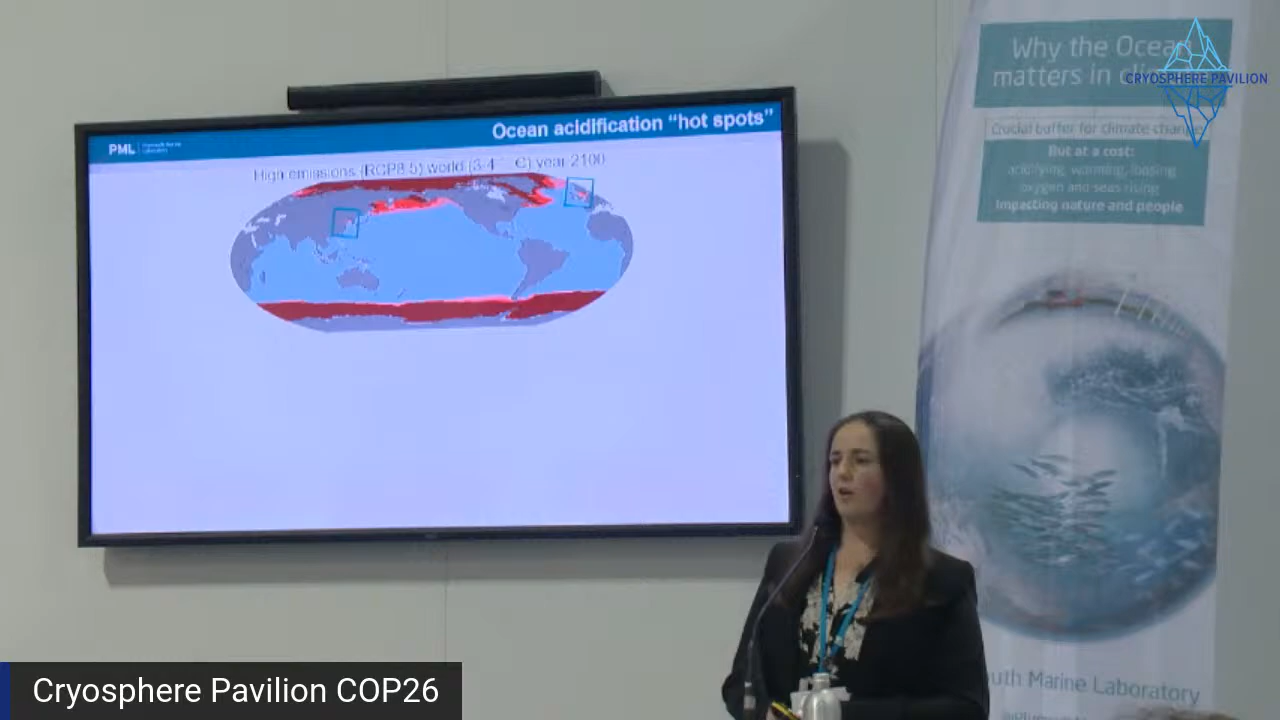 Ocean acidification “hot spots”
PML
High emissions (RCP8.5) world (3-4 C) year 2100
Why the Ocean
matters in
CRYOSPHERE PAVILION
Crucial buffer for climate change
But at a cost:
acidifying, warming, loosing
oxygen and seas rising
Impacting nature and people
uth Marine Laboratory
Cryosphere Pavilion COP26